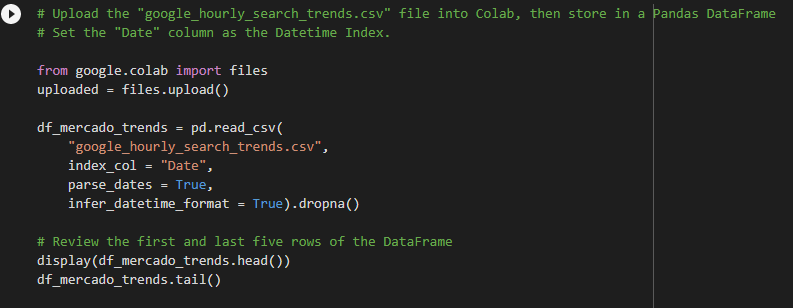 # Upload the "google_hourly_search_trends.csv" file into Colab, then store in a Pandas DataFrame
# Set the "Date" column as the Datetime Index.
from google.colab import files
uploaded = files.upload()
df_mercado_trends = pd.read_csv(
    "google_hourly_search_trends.csv",
    index_col = "Date",
    parse_dates = True,
    infer_datetime_format = True).dropna()
# Review the first and last five rows of the DataFrame
display(df_mercado_trends.head())
df_mercado_trends.tail()